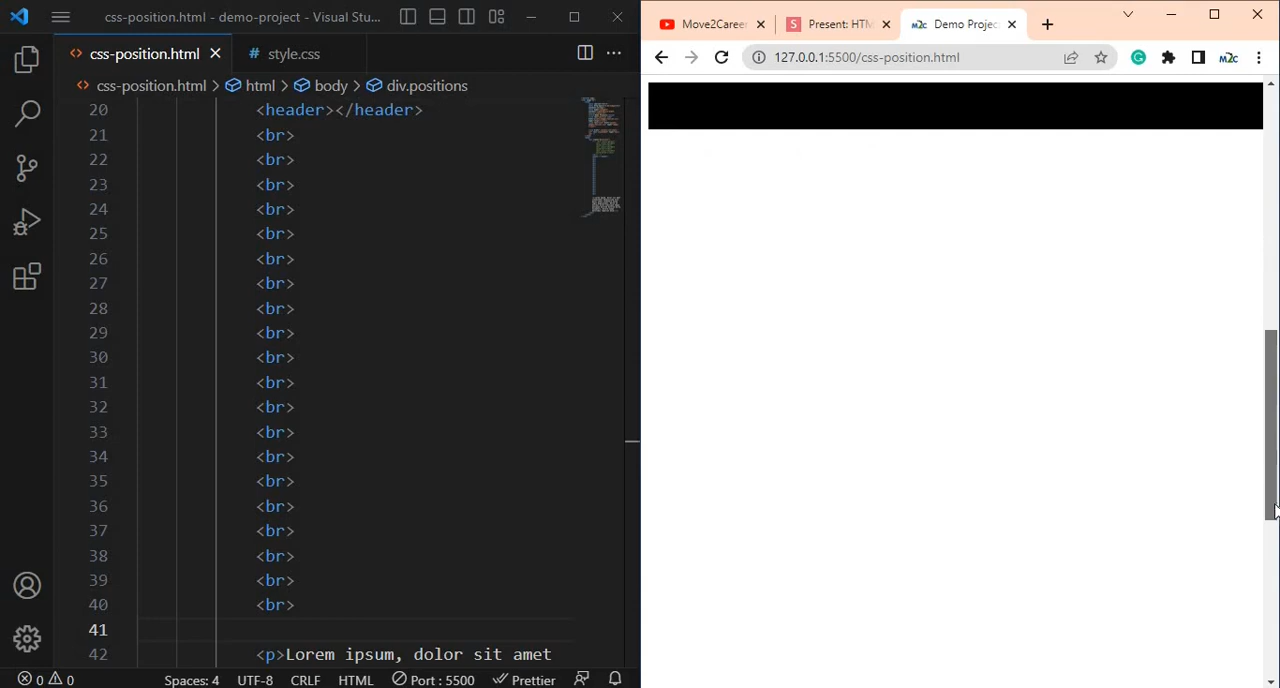 css-position.html - demo-project - Visual Stu...
css-position.html
# style.css
css-position.html > html > body > div.positions
20 <header></header>
21 <br>
22 <br>
23 <br>
24 <br>
25 <br>
26 <br>
27 <br>
28 <br>
29 <br>
30 <br>
31 <br>
32 <br>
33 <br>
34 <br>
35 <br>
36 <br>
37 <br>
38 <br>
39 <br>
40 <br>
41
42 <p>Lorem ipsum, dolor sit amet
0 0 Spaces: 4 UTF-8 CRLF HTML Port : 5500 Prettier
Move2Career
S Present: HTM
m2c Demo Projec
127.0.0.1:5500/css-position.html
m2c